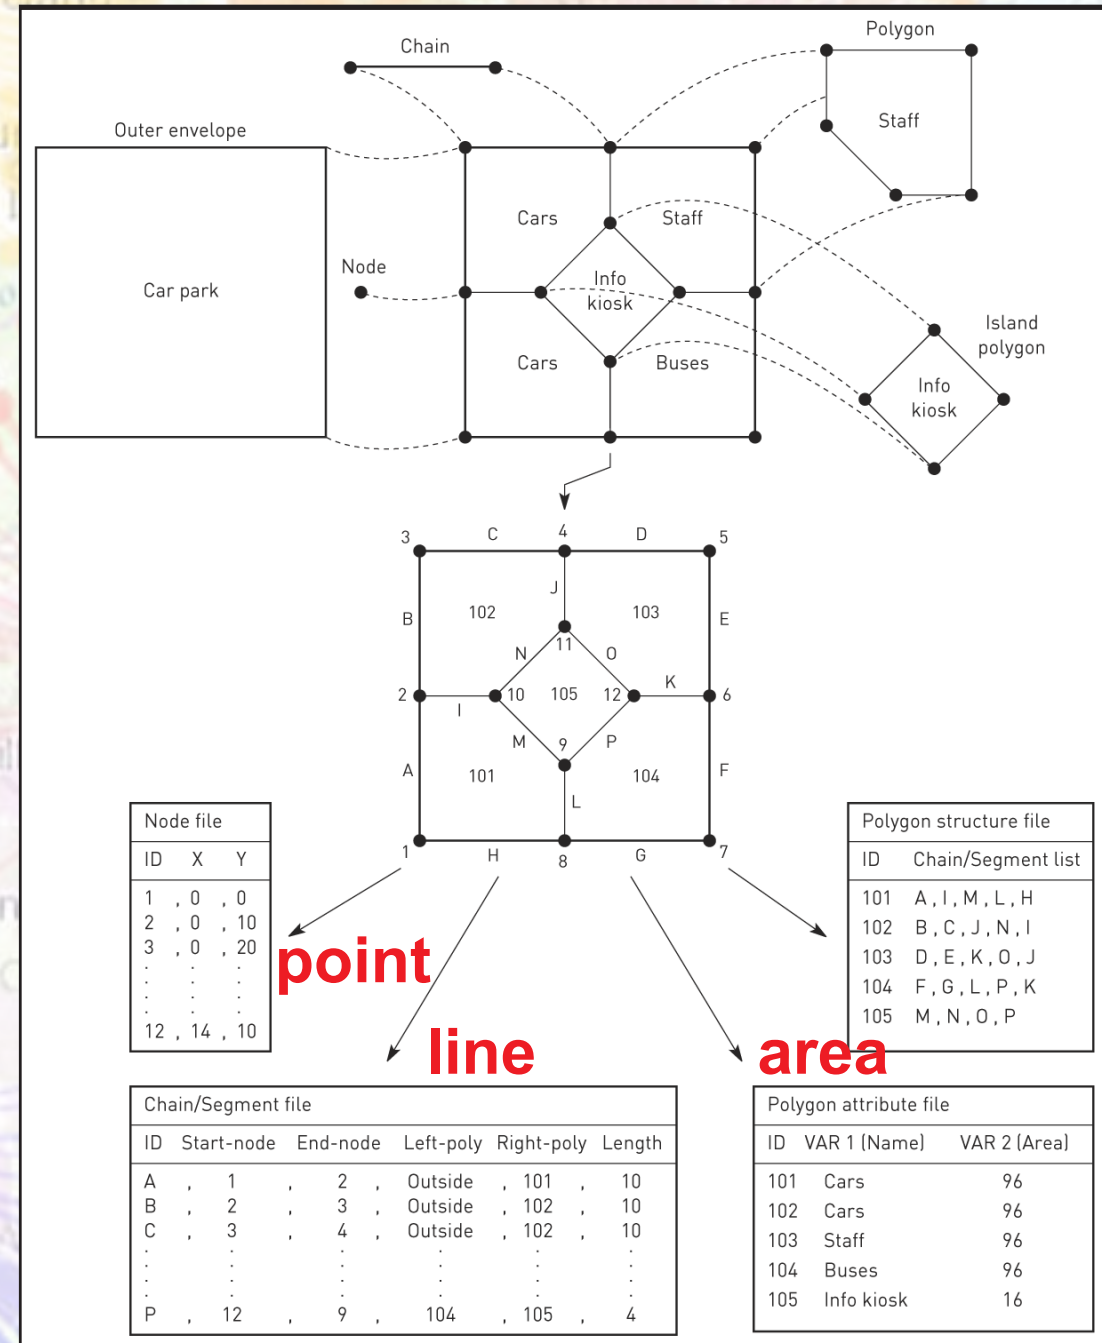 Chain
Polygon
Outer envelope
Staff
Cars
Staff
Node
Info
kiosk
Car park
Island
polygon
Cars
Buses
Info
kiosk
3
C
4
D
5
J
B
102
103
E
11
N
O
K
2
10
105
12
6
I
M
9
P
A
101
104
F
L
1
H
8
G
7
Node file
ID X Y
1 , 0 , 0
2 , 0 , 10
3 , 0 , 20
. . .
. . .
. . .
. . .
12 , 14 , 10
point
line
area
Polygon structure file
ID Chain/Segment list
101 A , I , M , L , H
102 B , C , J , N , I
103 D , E , K , O , J
104 F , G , L , P , K
105 M , N , O , P
Chain/Segment file
ID Start-node End-node Left-poly Right-poly Length
A , 1 , 2 , Outside , 101 , 10
B , 2 , 3 , Outside , 102 , 10
C , 3 , 4 , Outside , 102 , 10
. . . . . .
. . . . . .
. . . . . .
. . . . . .
P , 12 , 9 , 104 , 105 , 4
Polygon attribute file
ID VAR 1 (Name) VAR 2 (Area)
101 Cars 96
102 Cars 96
103 Staff 96
104 Buses 96
105 Info kiosk 16